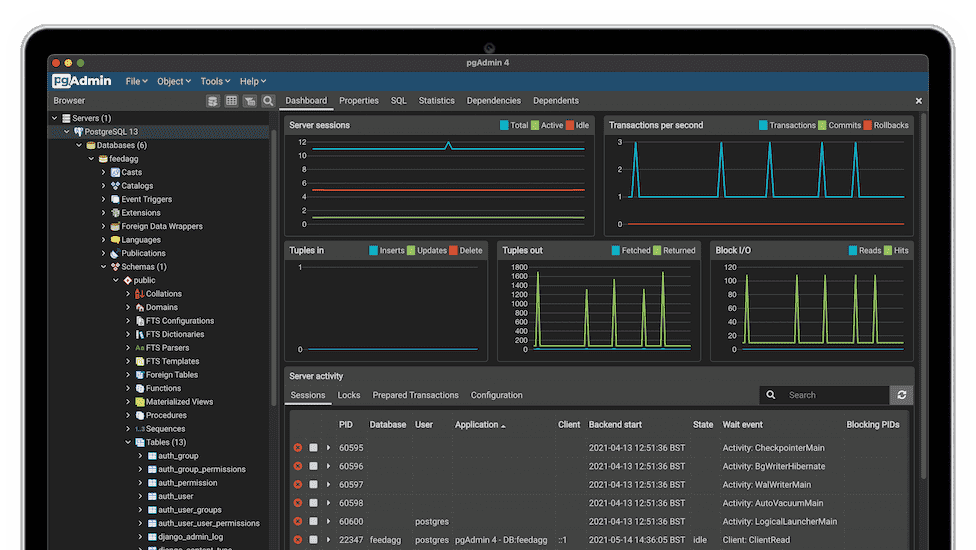 pgAdmin 4
pgAdmin File Object Tools Help
Browser
Dashboard Properties SQL Statistics Dependencies Dependents
Servers (1)
PostgreSQL 13
Databases (6)
feedagg
Casts
Catalogs
Event Triggers
Extensions
Foreign Data Wrappers
Languages
Publications
Schemas (1)
public
Collations
Domains
FTS Configurations
FTS Dictionaries
Aa FTS Parsers
FTS Templates
Foreign Tables
Functions
Materialized Views
Procedures
1..3 Sequences
Tables (13)
auth_group
auth_group_permissions
auth_permission
auth_user
auth_user_groups
auth_user_user_permissions
django_admin_log
django_content_type
Server sessions Total Active Idle
12
10
8
6
4
2
0
Transactions per second Transactions Commits Rollbacks
3
2
1
0
Tuples in Inserts Updates Delete
1
0
Tuples out Fetched Returned
1800
1600
1400
1200
1000
800
600
400
200
0
Block I/O Reads Hits
120
100
80
60
40
20
0
Server activity
Sessions Locks Prepared Transactions Configuration
Search
PID Database User Application Client Backend start State Wait event Blocking PIDs
60595 2021-04-13 12:51:36 BST Activity: CheckpointerMain
60596 2021-04-13 12:51:36 BST Activity: BgWriterHibernate
60597 2021-04-13 12:51:36 BST Activity: WalWriterMain
60598 2021-04-13 12:51:36 BST Activity: AutoVacuumMain
60600 postgres 2021-04-13 12:51:36 BST Activity: LogicalLauncherMain
22347 feedagg postgres pgAdmin 4 - DB:feedagg ::1 2021-05-14 14:36:05 BST idle Client: ClientRead